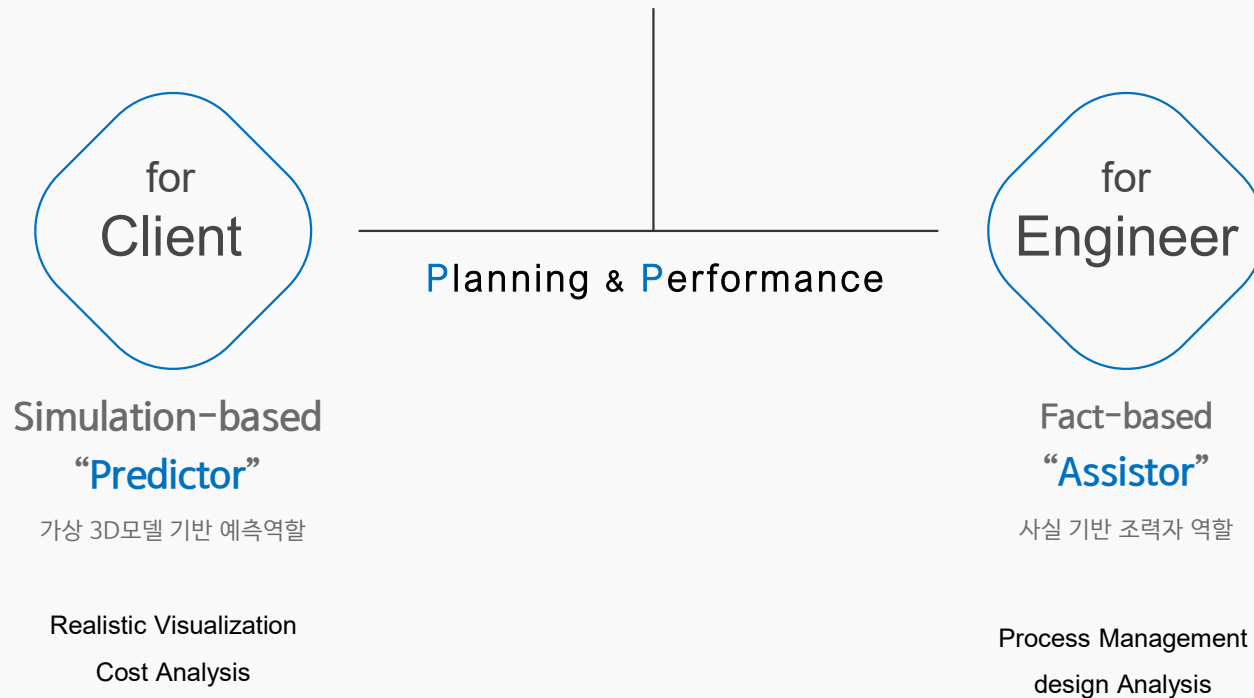 for
Client
Planning & Performance
for
Engineer
Simulation-based
“Predictor”
가상 3D모델 기반 예측역할
Realistic Visualization
Cost Analysis
Fact-based
“Assistor”
사실 기반 조력자 역할
Process Management
design Analysis